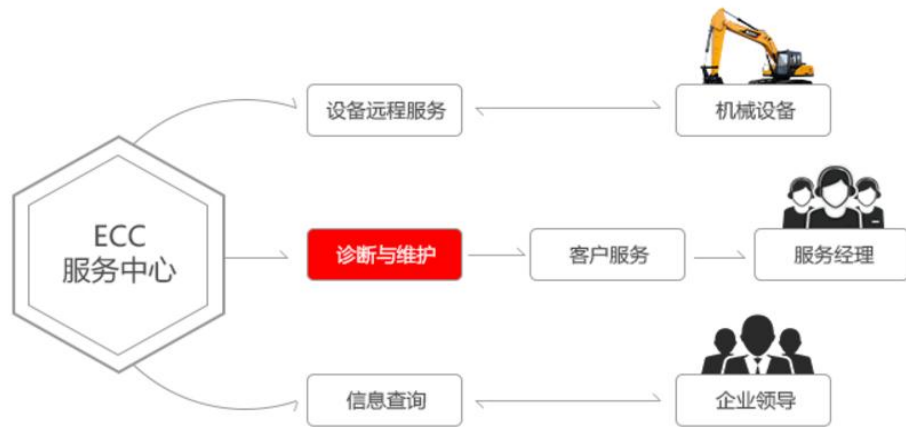 设备远程服务
机械设备
ECC
服务中心
诊断与维护
客户服务
服务经理
信息查询
企业领导